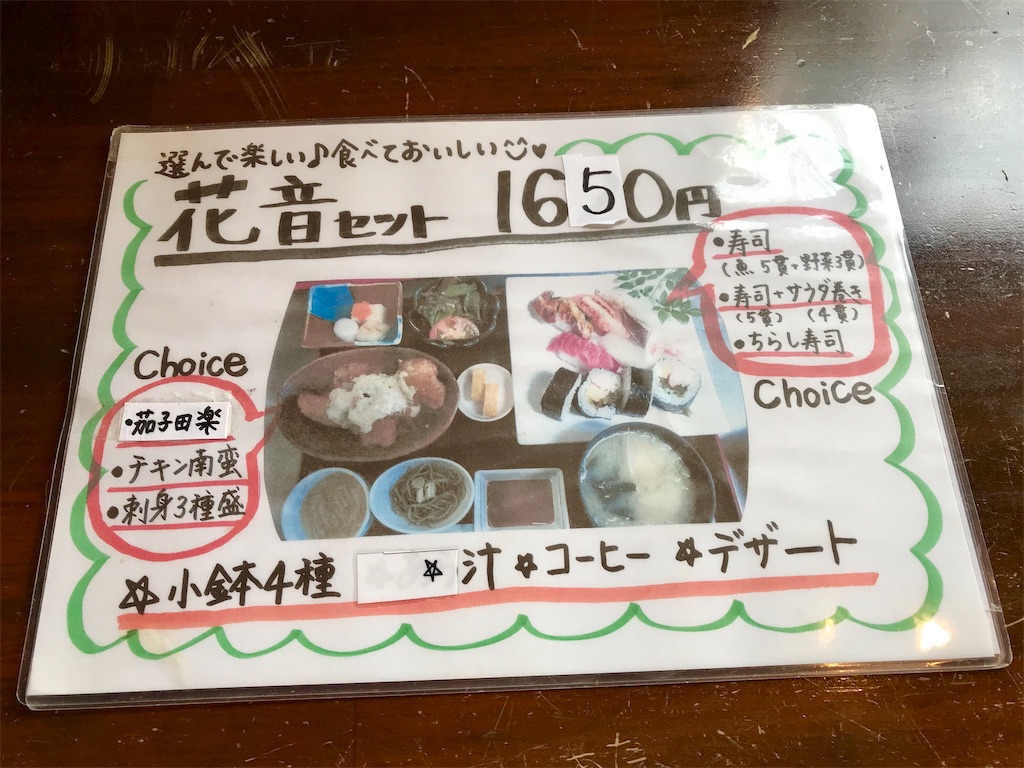 選んで楽しい♪食べておいしい
花音セット 1650円
・寿司
(魚5貫+野菜3貫)
・寿司+サラダ巻き
(5貫) (4貫)
・ちらし寿司
Choice
Choice
・茄子田楽
・チキン南蛮
・刺身3種盛
☆小鉢4種 ☆汁☆コーヒー☆デザート